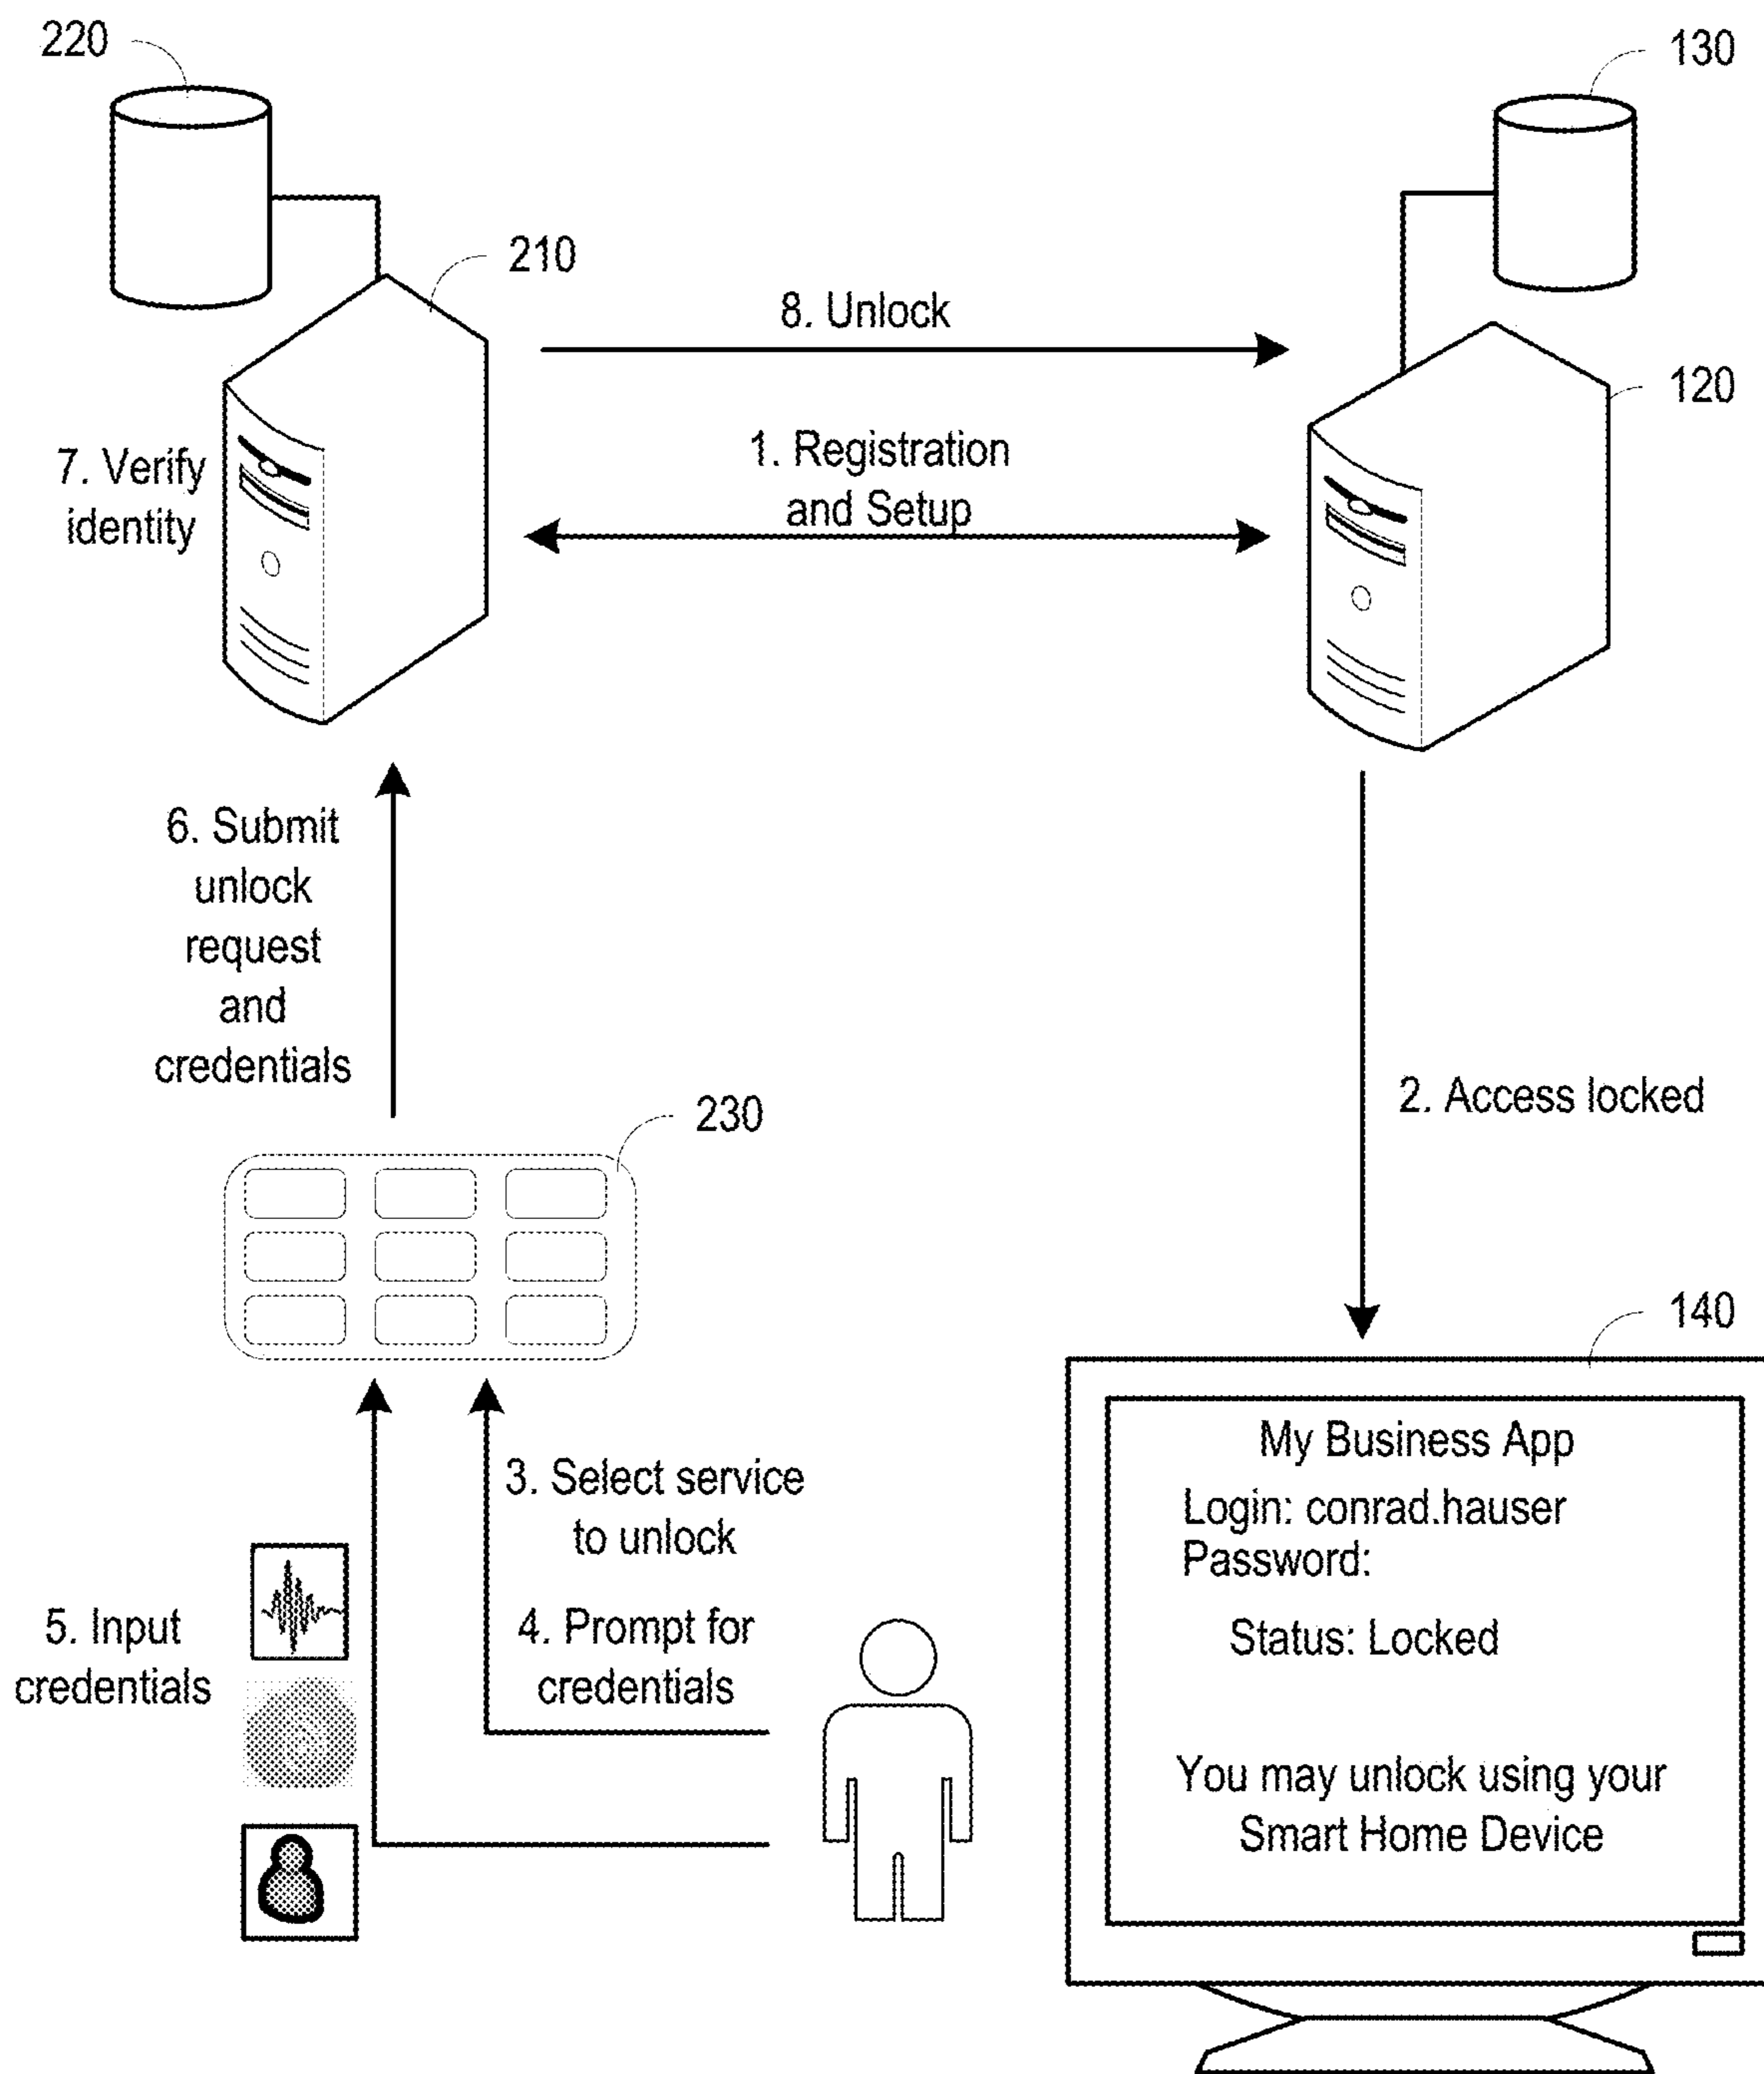 220
130
210
8. Unlock
120
1. Registration
and Setup
7. Verify
identity
6. Submit
unlock
request
and
credentials
2. Access locked
230
140
My Business App
Login: conrad.hauser
Password:
Status: Locked
You may unlock using your
Smart Home Device
3. Select service
to unlock
4. Prompt for
credentials
5. Input
credentials